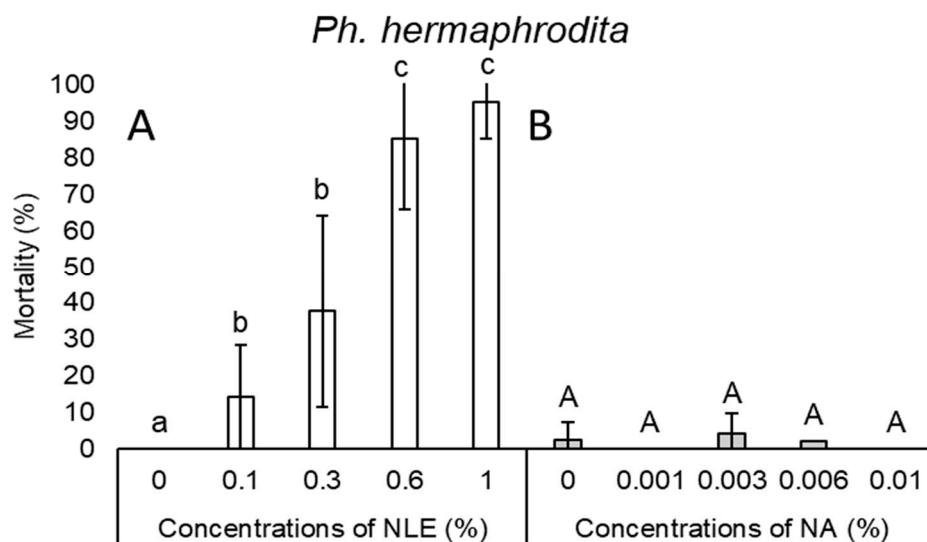 Ph. hermaphrodita
A
B
Mortality (%)
100
90
80
70
60
50
40
30
20
10
0
a
b
b
c
c
A
A
A
A
A
0 0.1 0.3 0.6 1 0 0.001 0.003 0.006 0.01
Concentrations of NLE (%) Concentrations of NA (%)